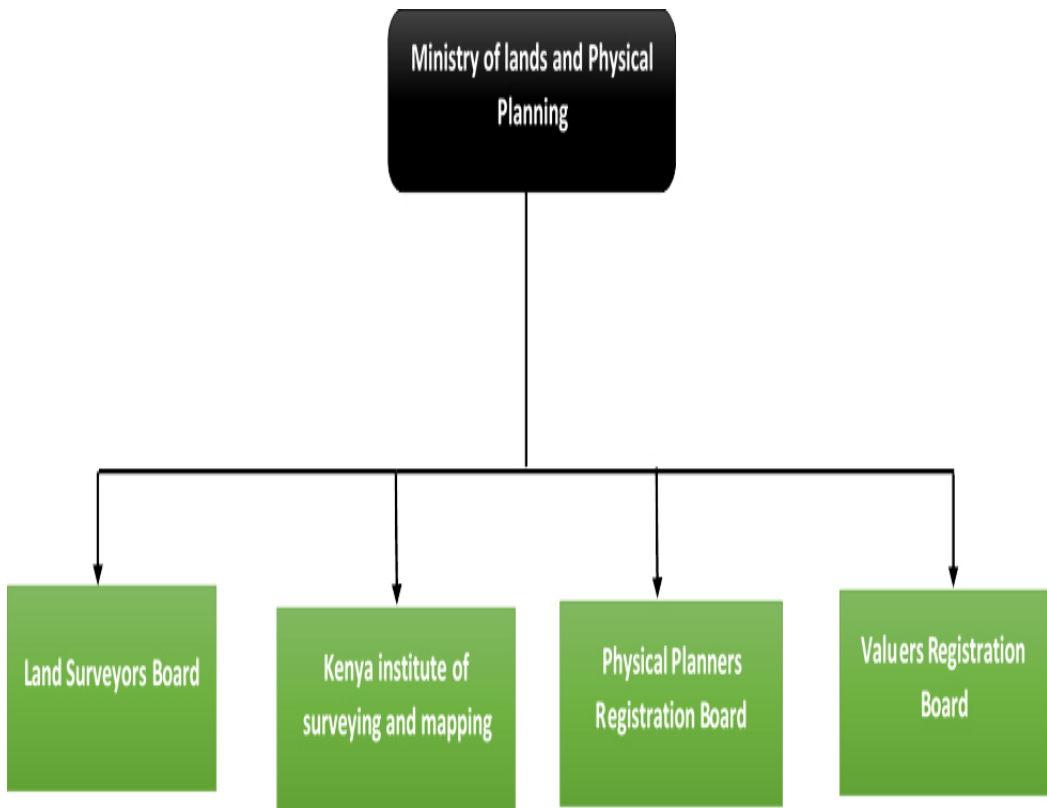 Ministry of lands and Physical
Planning
Land Surveyors Board
Kenya institute of
surveying and mapping
Physical Planners
Registration Board
Valuers Registration
Board